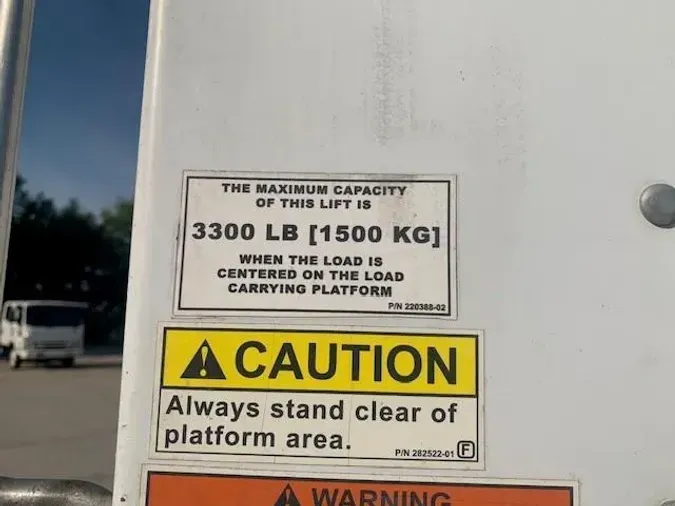 THE MAXIMUM CAPACITY
OF THIS LIFT IS
3300 LB [1500 KG]
WHEN THE LOAD IS
CENTERED ON THE LOAD
CARRYING PLATFORM
P/N 220388-02
CAUTION
Always stand clear of
platform area.
P/N 282522-01 F
WARNING